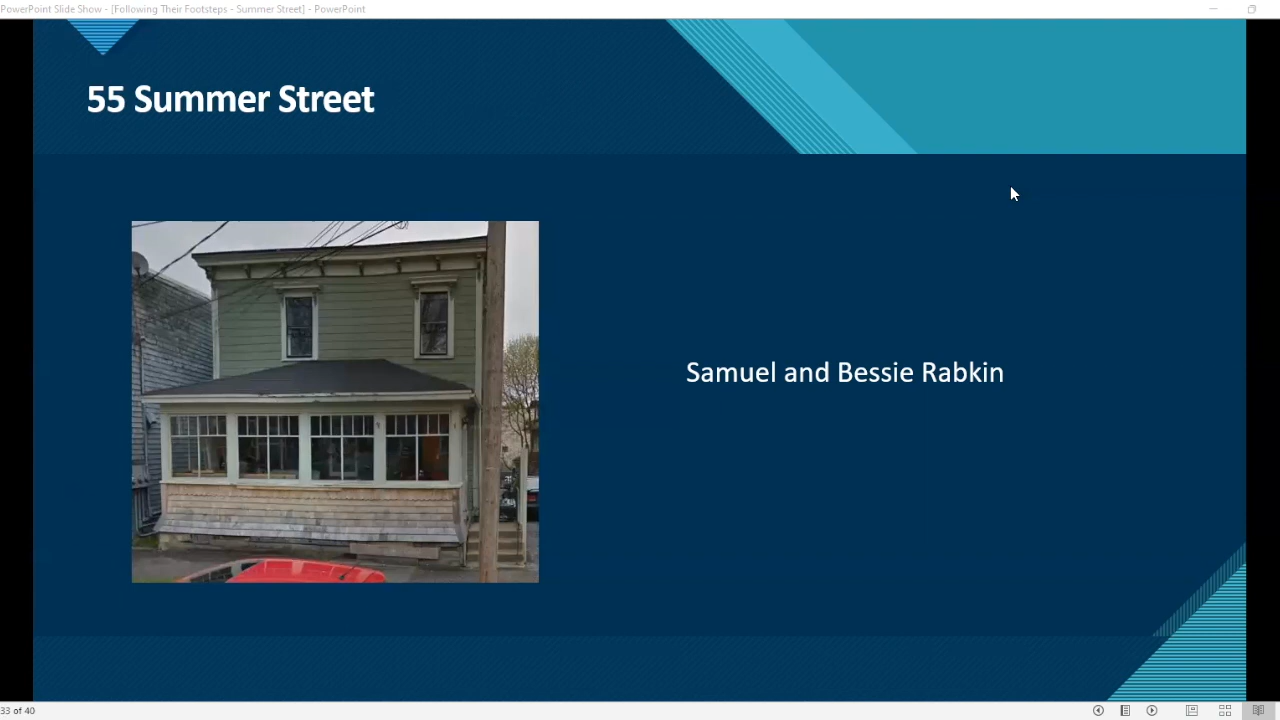 PowerPoint Slide Show - [Following Their Footsteps - Summer Street] - PowerPoint
55 Summer Street
Samuel and Bessie Rabkin
33 of 40